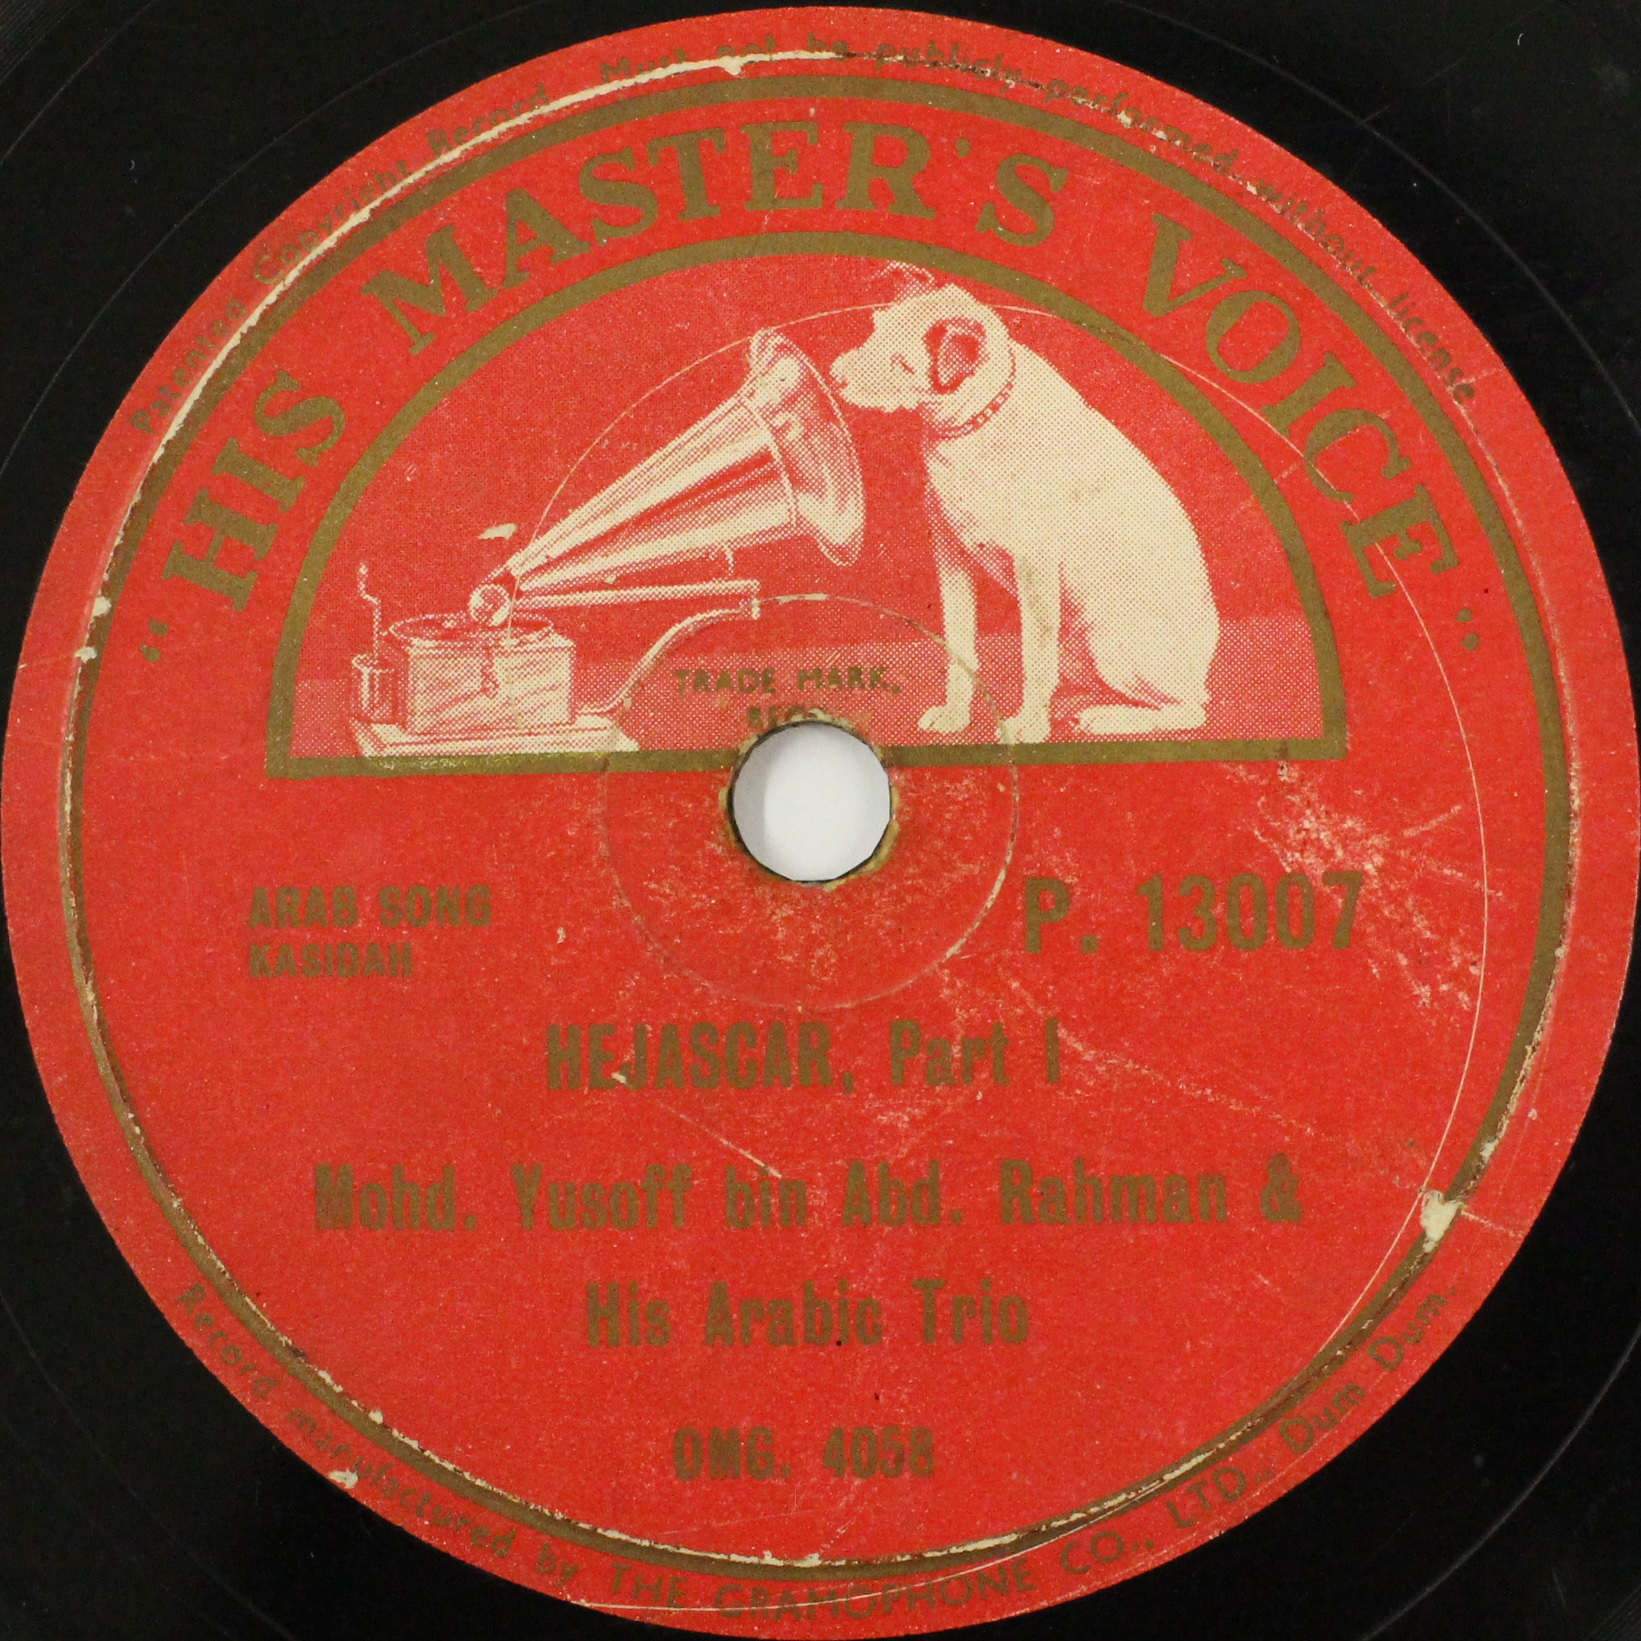 Patented Copyright Record Must not be publicly performed without license
"HIS MASTER'S VOICE"
TRADE MARK.
ARAB SONG
KASIDAH
P. 13007
HEJASCAR, Part I
Mohd. Yusoff bin Abd. Rahman &
His Arabic Trio
OMG. 4058
Record manufactured by THE GRAMOPHONE CO., LTD., Dum Dum.